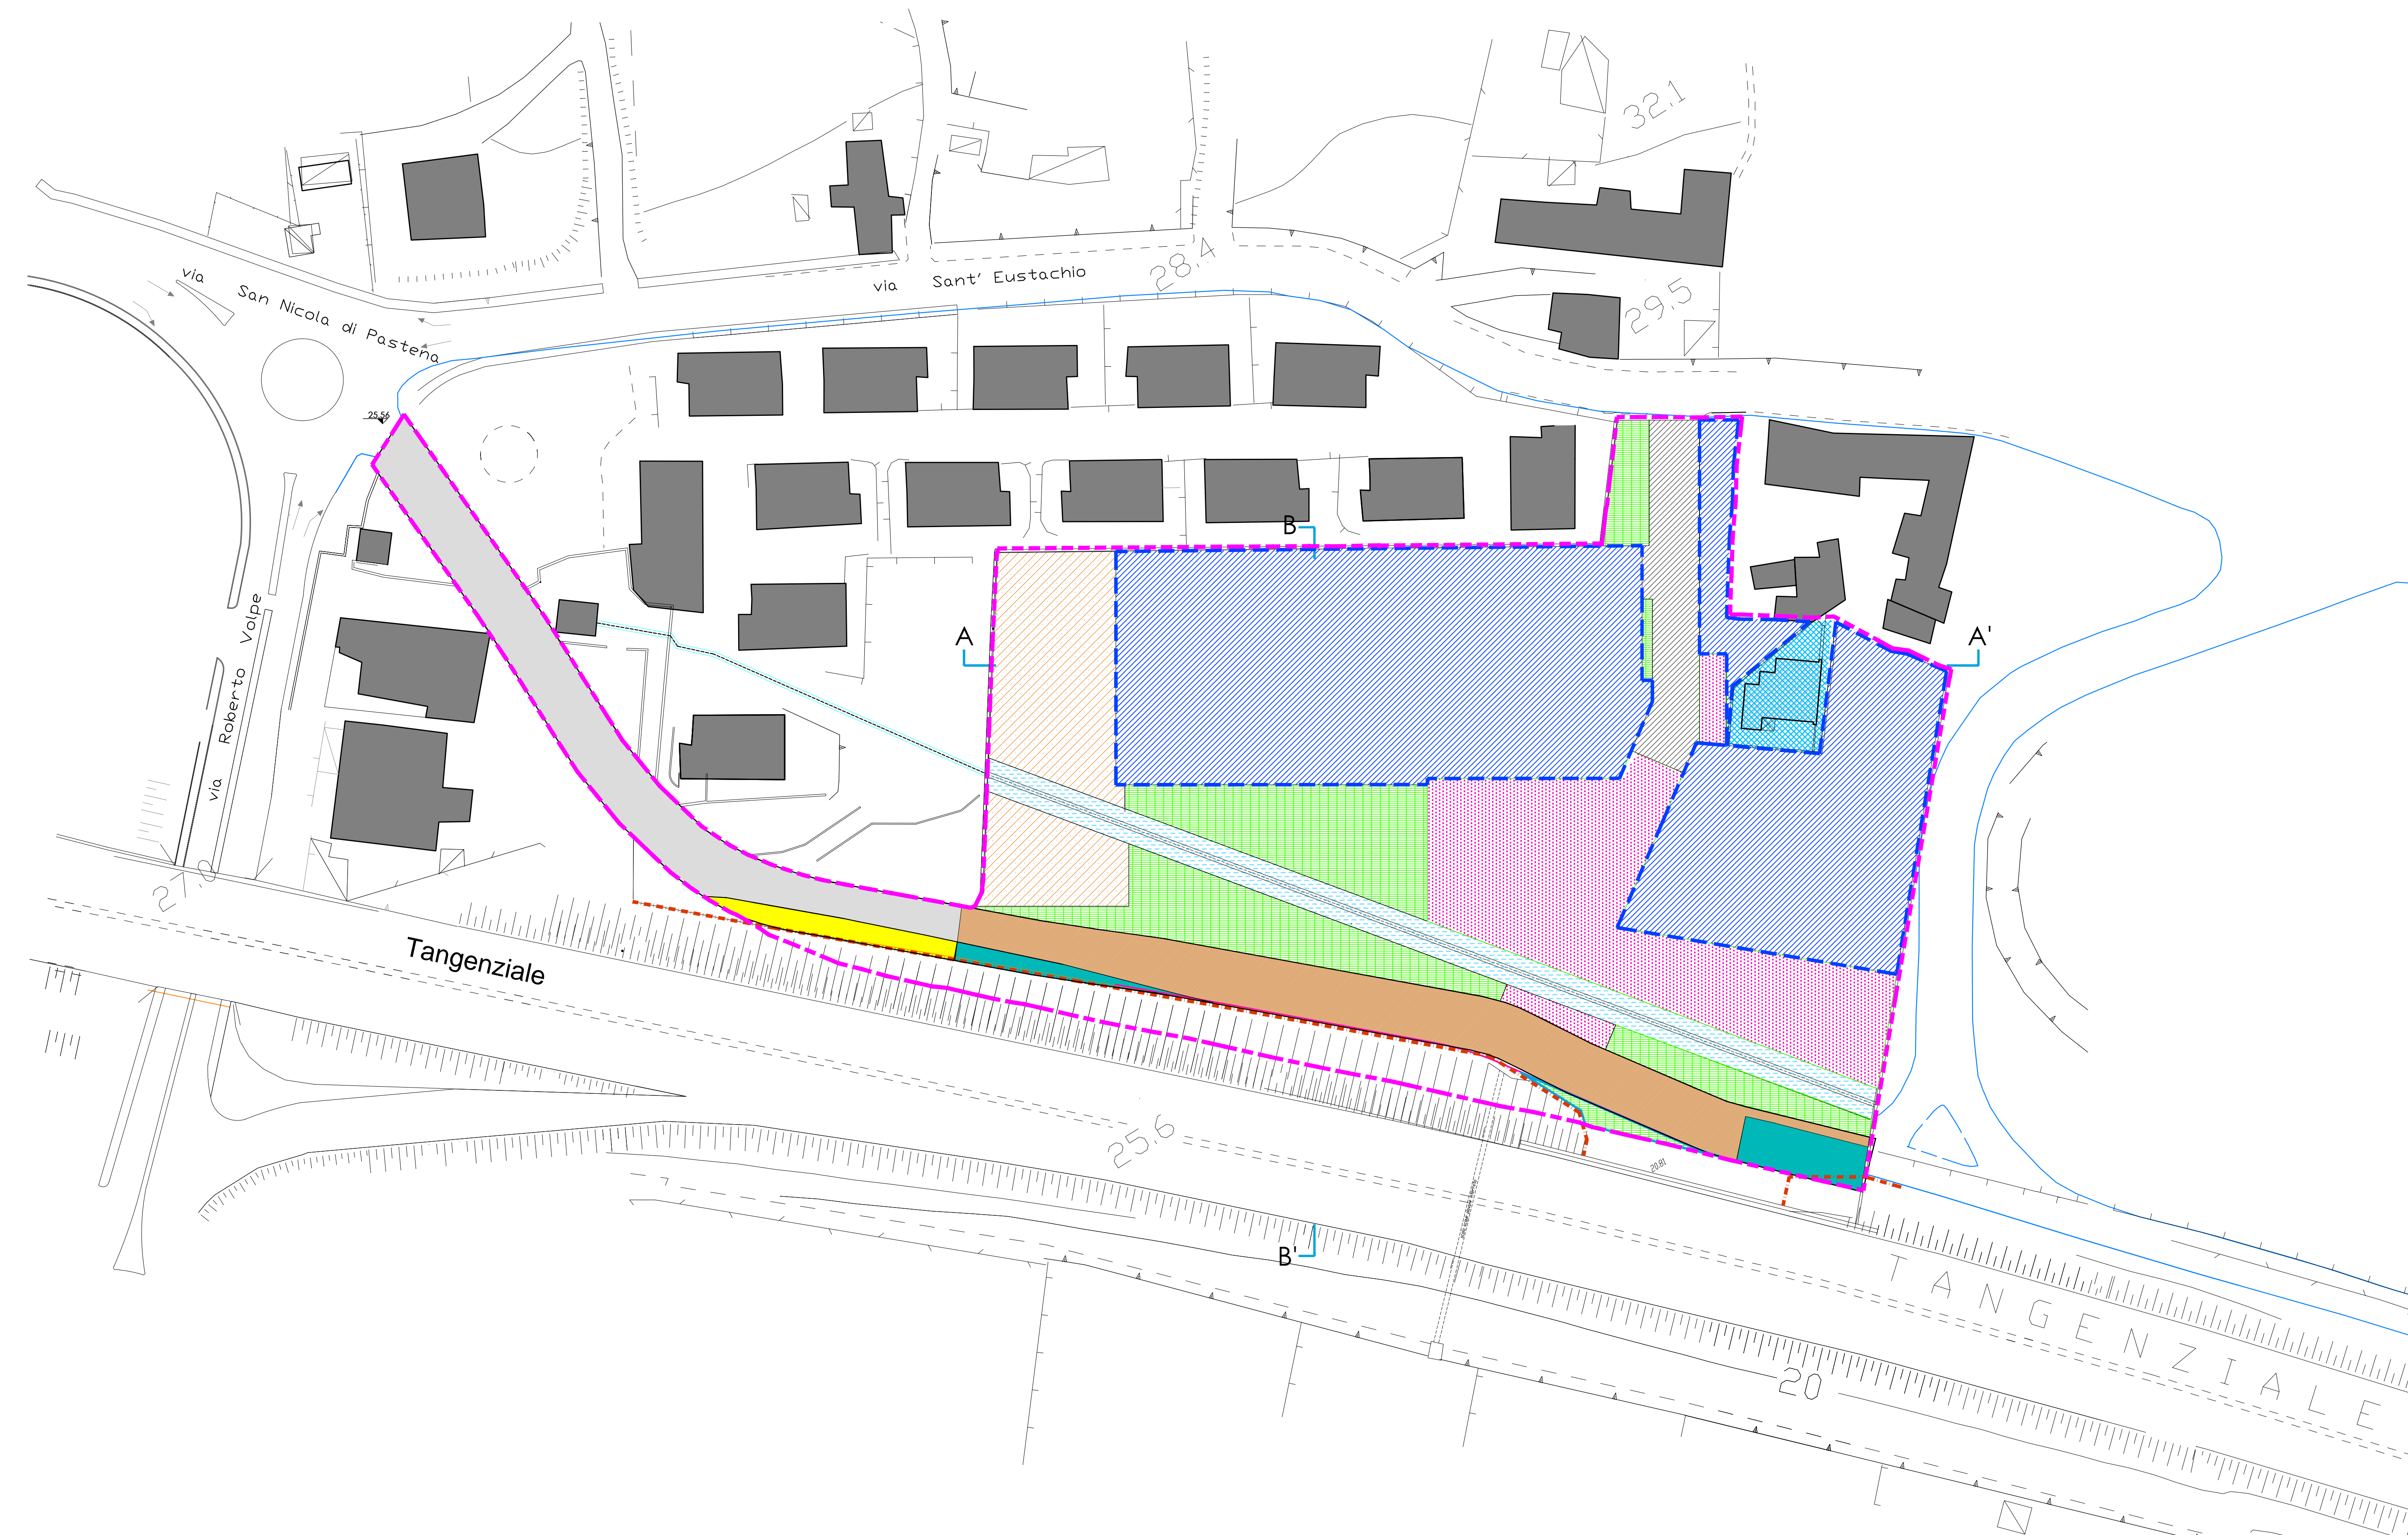 32.1
via San Nicola di Pastena
via Sant' Eustachio
28.4
29.5
25,56
B
via Roberto Volpe
A
A'
27.9
Tangenziale
25.6
20.81
B'
TANGENZIALE
20